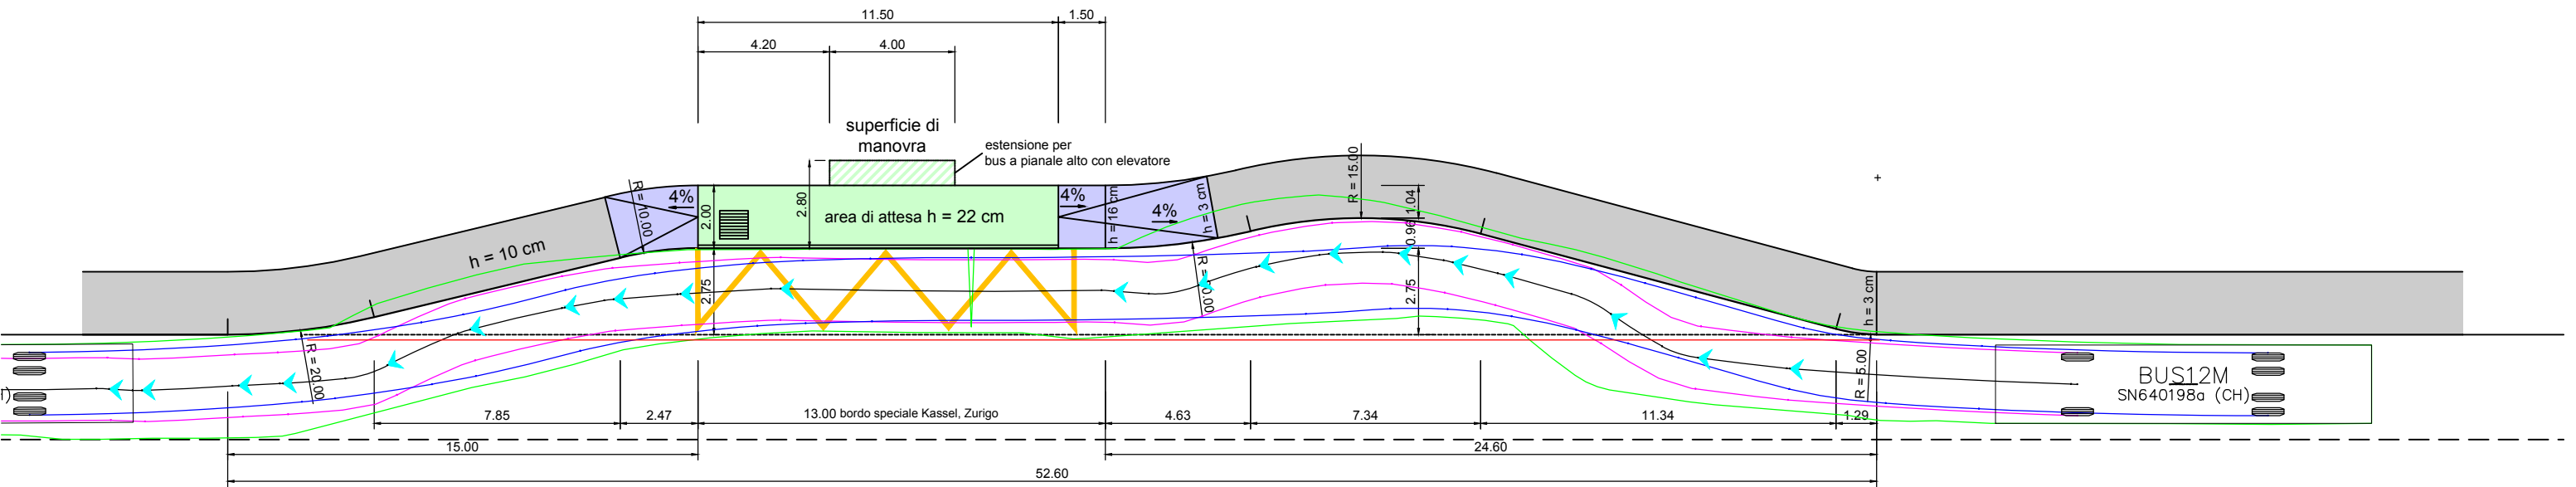 11.50
1.50
4.20
4.00
superficie di
manovra
estensione per
bus a pianale alto con elevatore
R = 10.00
4%
2.00
2.80
area di attesa h = 22 cm
4%
h = 16 cm
4%
h = 3 cm
R = 15.00
1.04
0.96
h = 10 cm
2.75
2.75
h = 3 cm
R = 20.00
R = 5.00
BUS12M
SN640198a (CH)
)
7.85
2.47
13.00 bordo speciale Kassel, Zurigo
4.63
7.34
11.34
1.29
15.00
24.60
52.60